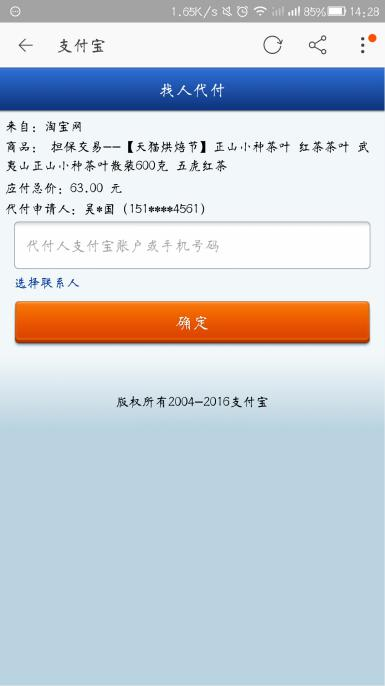 1.65K/s 85% 14:28
支付宝
找人代付
来自：淘宝网
商品： 担保交易--【天猫烘焙节】正山小种茶叶 红茶茶叶 武
夷山正山小种茶叶散装600克 五虎红茶
应付总价：63.00 元
代付申请人：吴*国（151****4561）
代付人支付宝账户或手机号码
选择联系人
确定
版权所有2004-2016支付宝